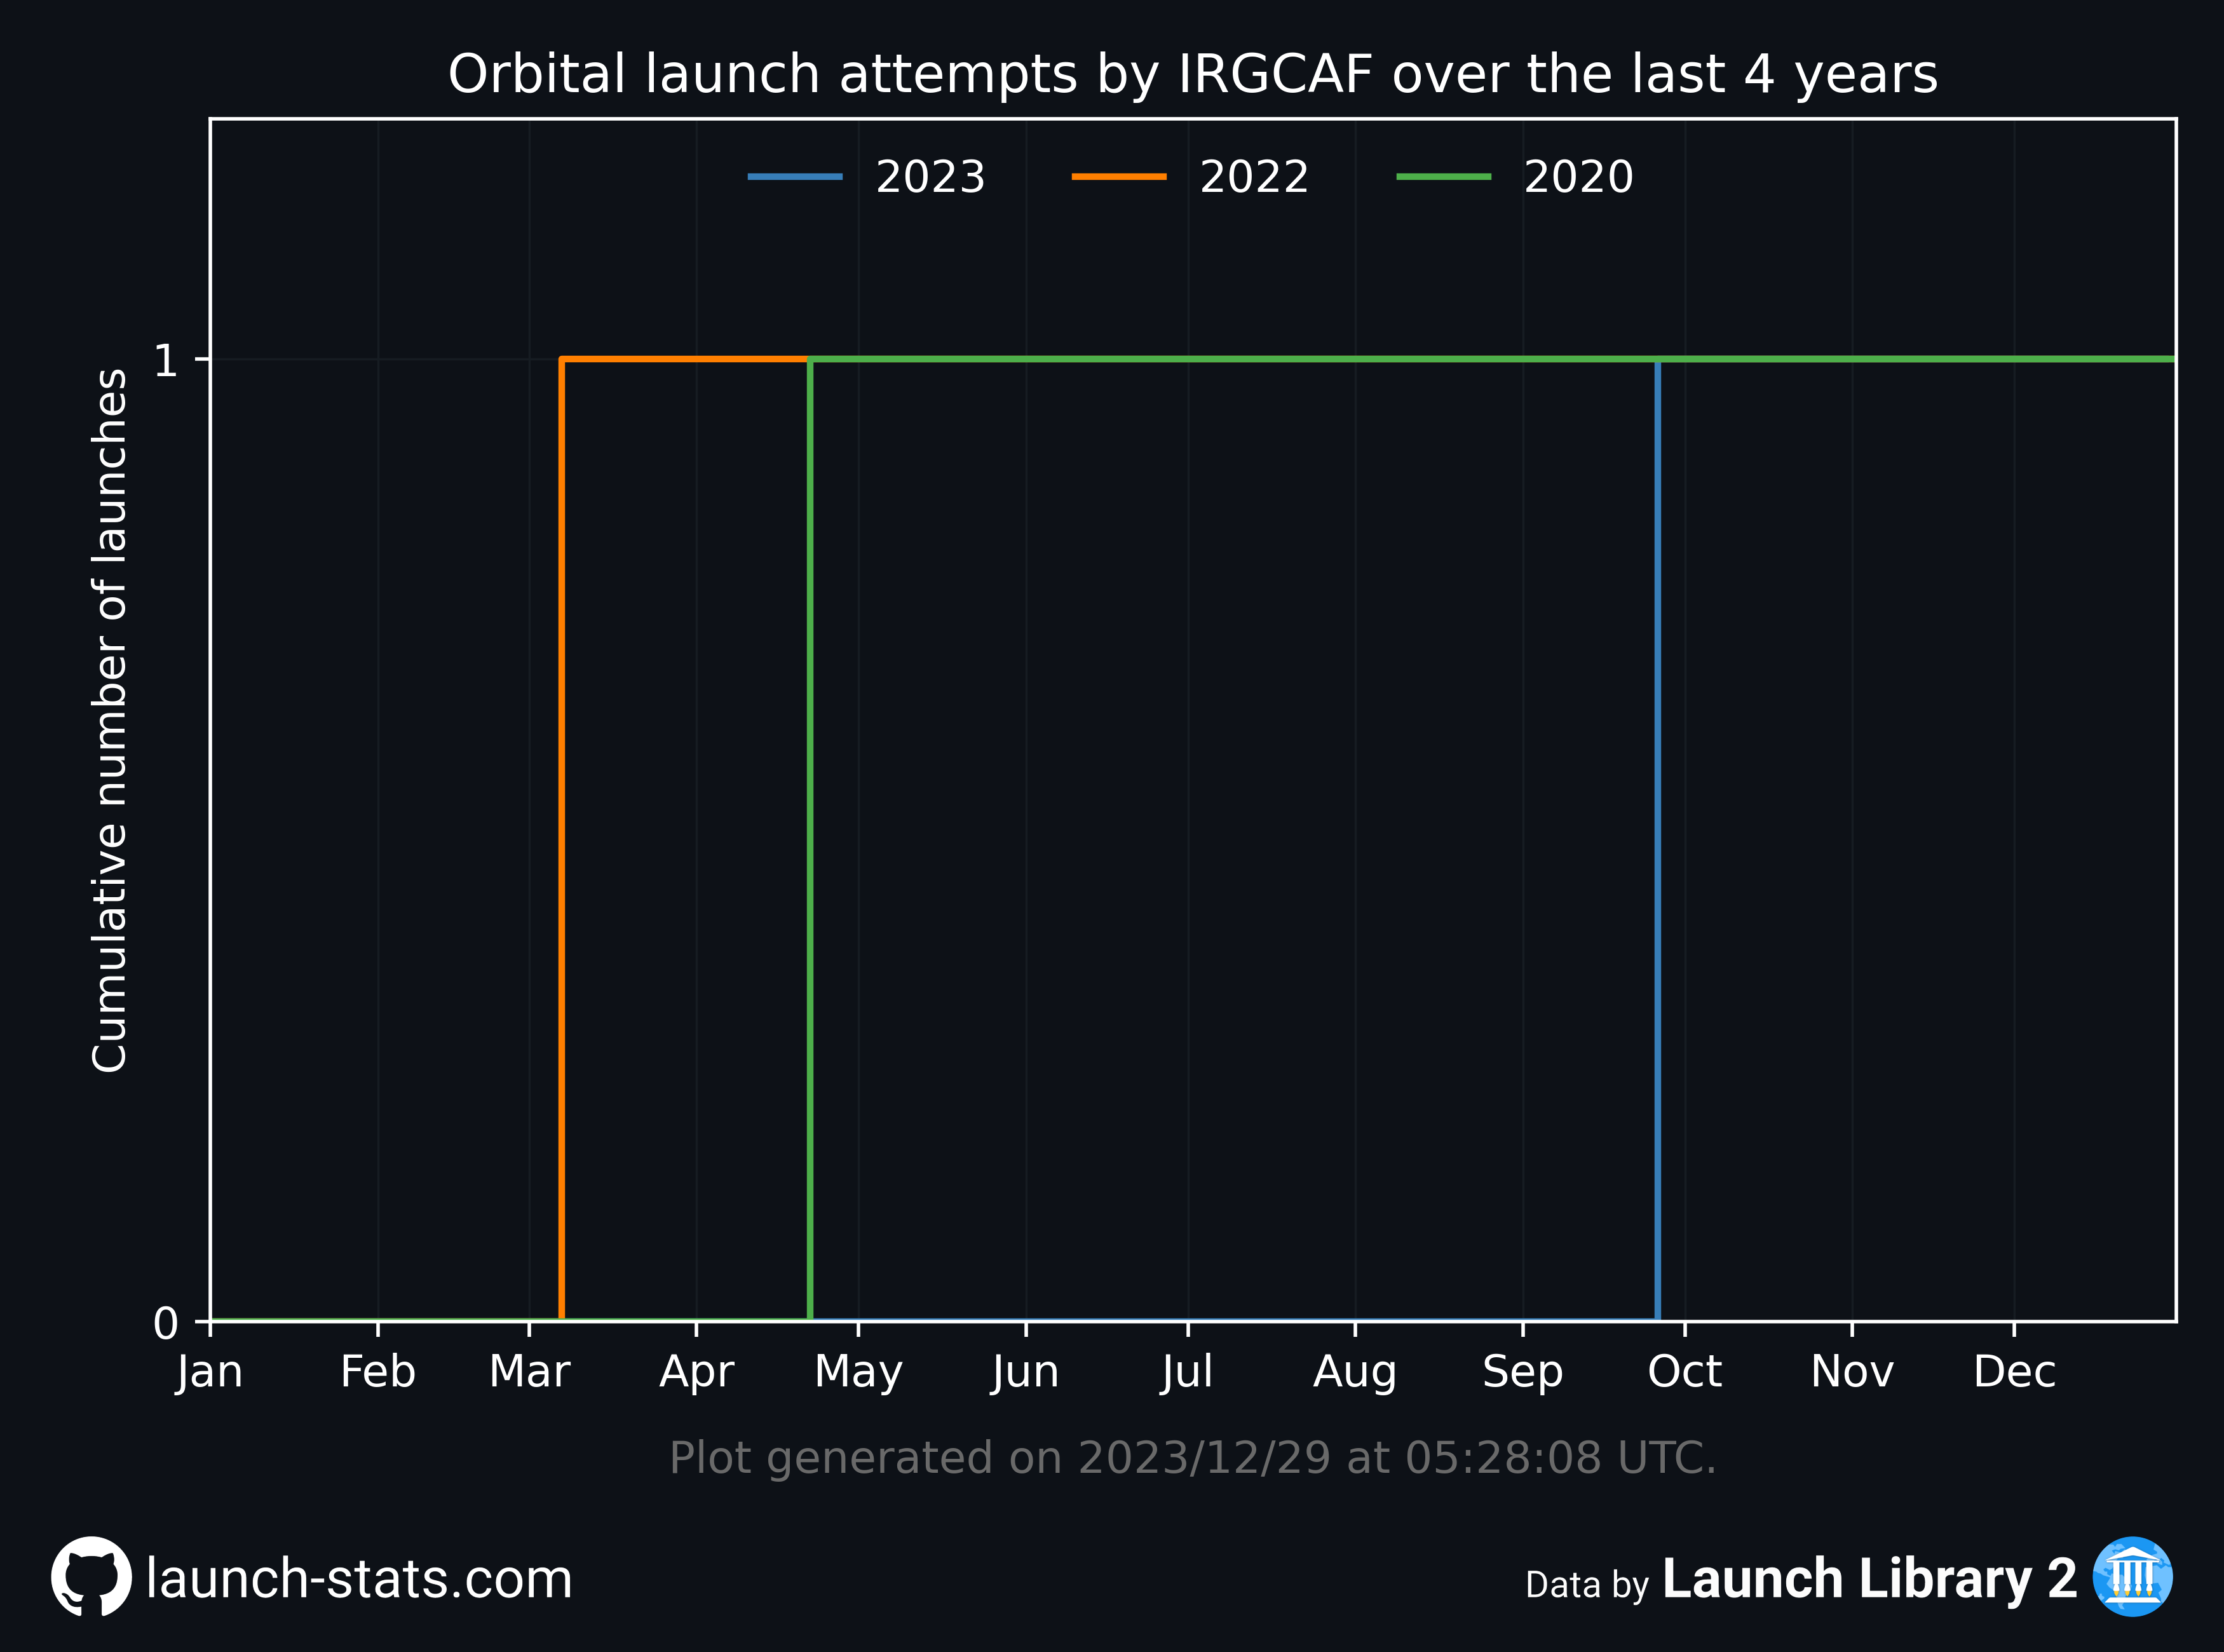 Orbital launch attempts by IRGCAF over the last 4 years
2023 2022 2020
Cumulative number of launches
1
0
Jan Feb Mar Apr May Jun Jul Aug Sep Oct Nov Dec
Plot generated on 2023/12/29 at 05:28:08 UTC.
launch-stats.com
Data by Launch Library 2